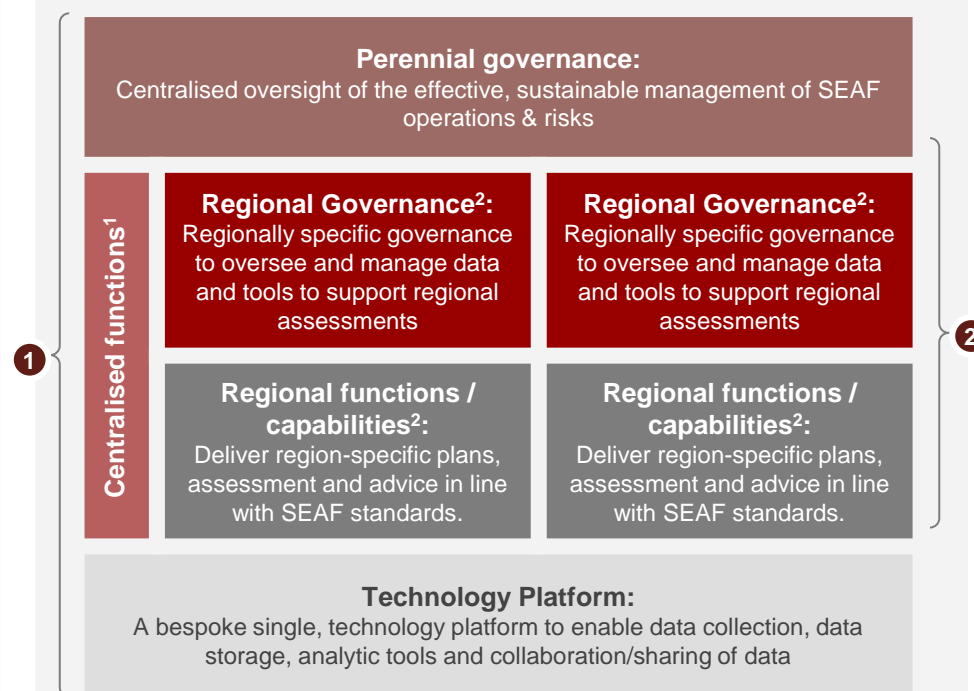 Perennial governance:
Centralised oversight of the effective, sustainable management of SEAF
operations & risks
Centralised functions¹
Regional Governance²:
Regionally specific governance
to oversee and manage data
and tools to support regional
assessments
Regional Governance²:
Regionally specific governance
to oversee and manage data
and tools to support regional
assessments
1
2
Regional functions /
capabilities²:
Deliver region-specific plans,
assessment and advice in line
with SEAF standards.
Regional functions /
capabilities²:
Deliver region-specific plans,
assessment and advice in line
with SEAF standards.
Technology Platform:
A bespoke single, technology platform to enable data collection, data
storage, analytic tools and collaboration/sharing of data